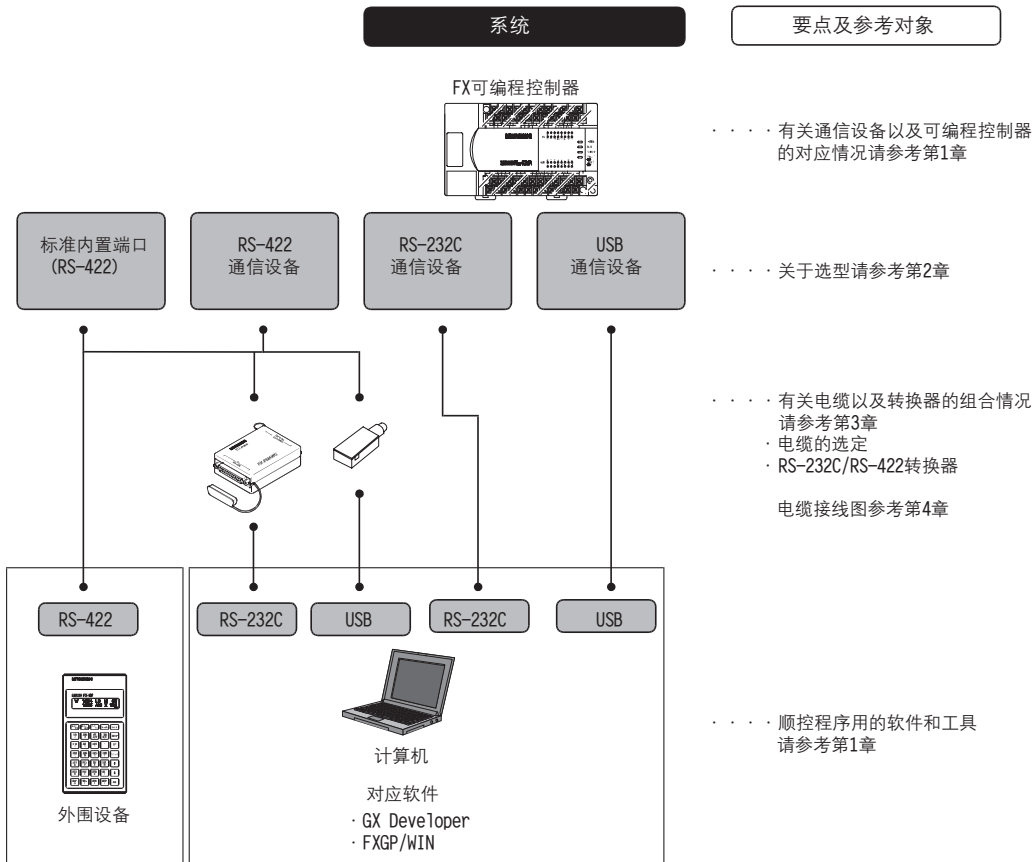 系统
要点及参考对象
FX可编程控制器
····有关通信设备以及可编程控制器
的对应情况请参考第1章
标准内置端口
(RS-422)
RS-422
通信设备
RS-232C
通信设备
USB
通信设备
····关于选型请参考第2章
····有关电缆以及转换器的组合情况
请参考第3章
·电缆的选定
·RS-232C/RS-422转换器
电缆接线图参考第4章
RS-422
RS-232C
USB
RS-232C
USB
计算机
外围设备
对应软件
·GX Developer
·FXGP/WIN
····顺控程序用的软件和工具
请参考第1章